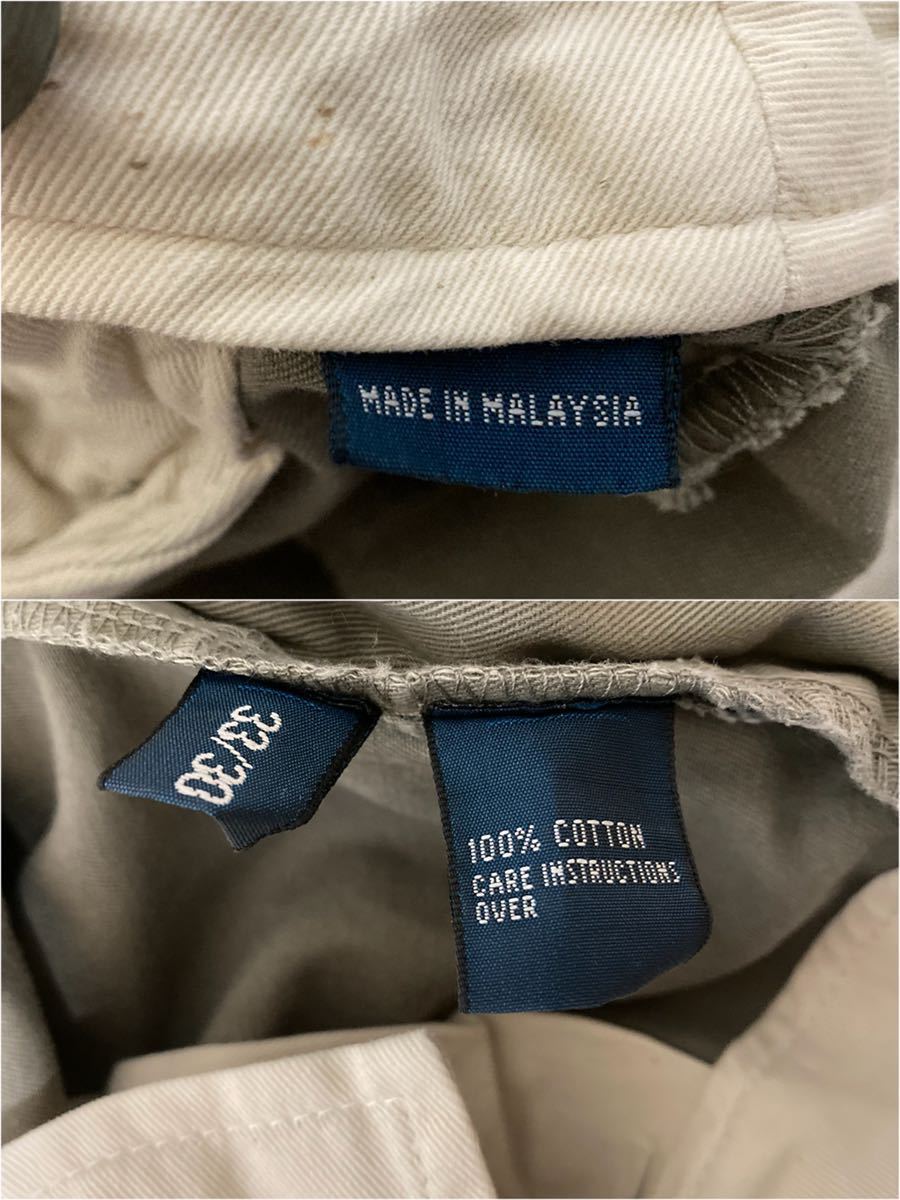 MADE IN MALAYSIA
33/30
100% COTTON
CARE INSTRUCTIONS
OVER